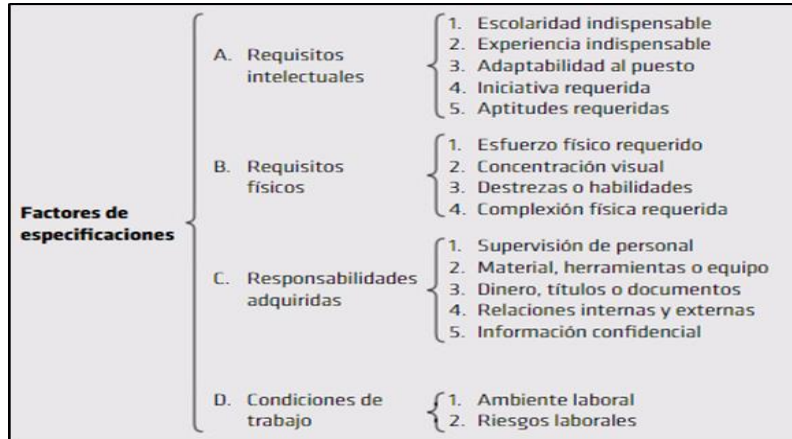 Factores de
especificaciones
A. Requisitos
intelectuales
1. Escolaridad indispensable
2. Experiencia indispensable
3. Adaptabilidad al puesto
4. Iniciativa requerida
5. Aptitudes requeridas
B. Requisitos
físicos
1. Esfuerzo físico requerido
2. Concentración visual
3. Destrezas o habilidades
4. Complexión física requerida
C. Responsabilidades
adquiridas
1. Supervisión de personal
2. Material, herramientas o equipo
3. Dinero, títulos o documentos
4. Relaciones internas y externas
5. Información confidencial
D. Condiciones de
trabajo
1. Ambiente laboral
2. Riesgos laborales